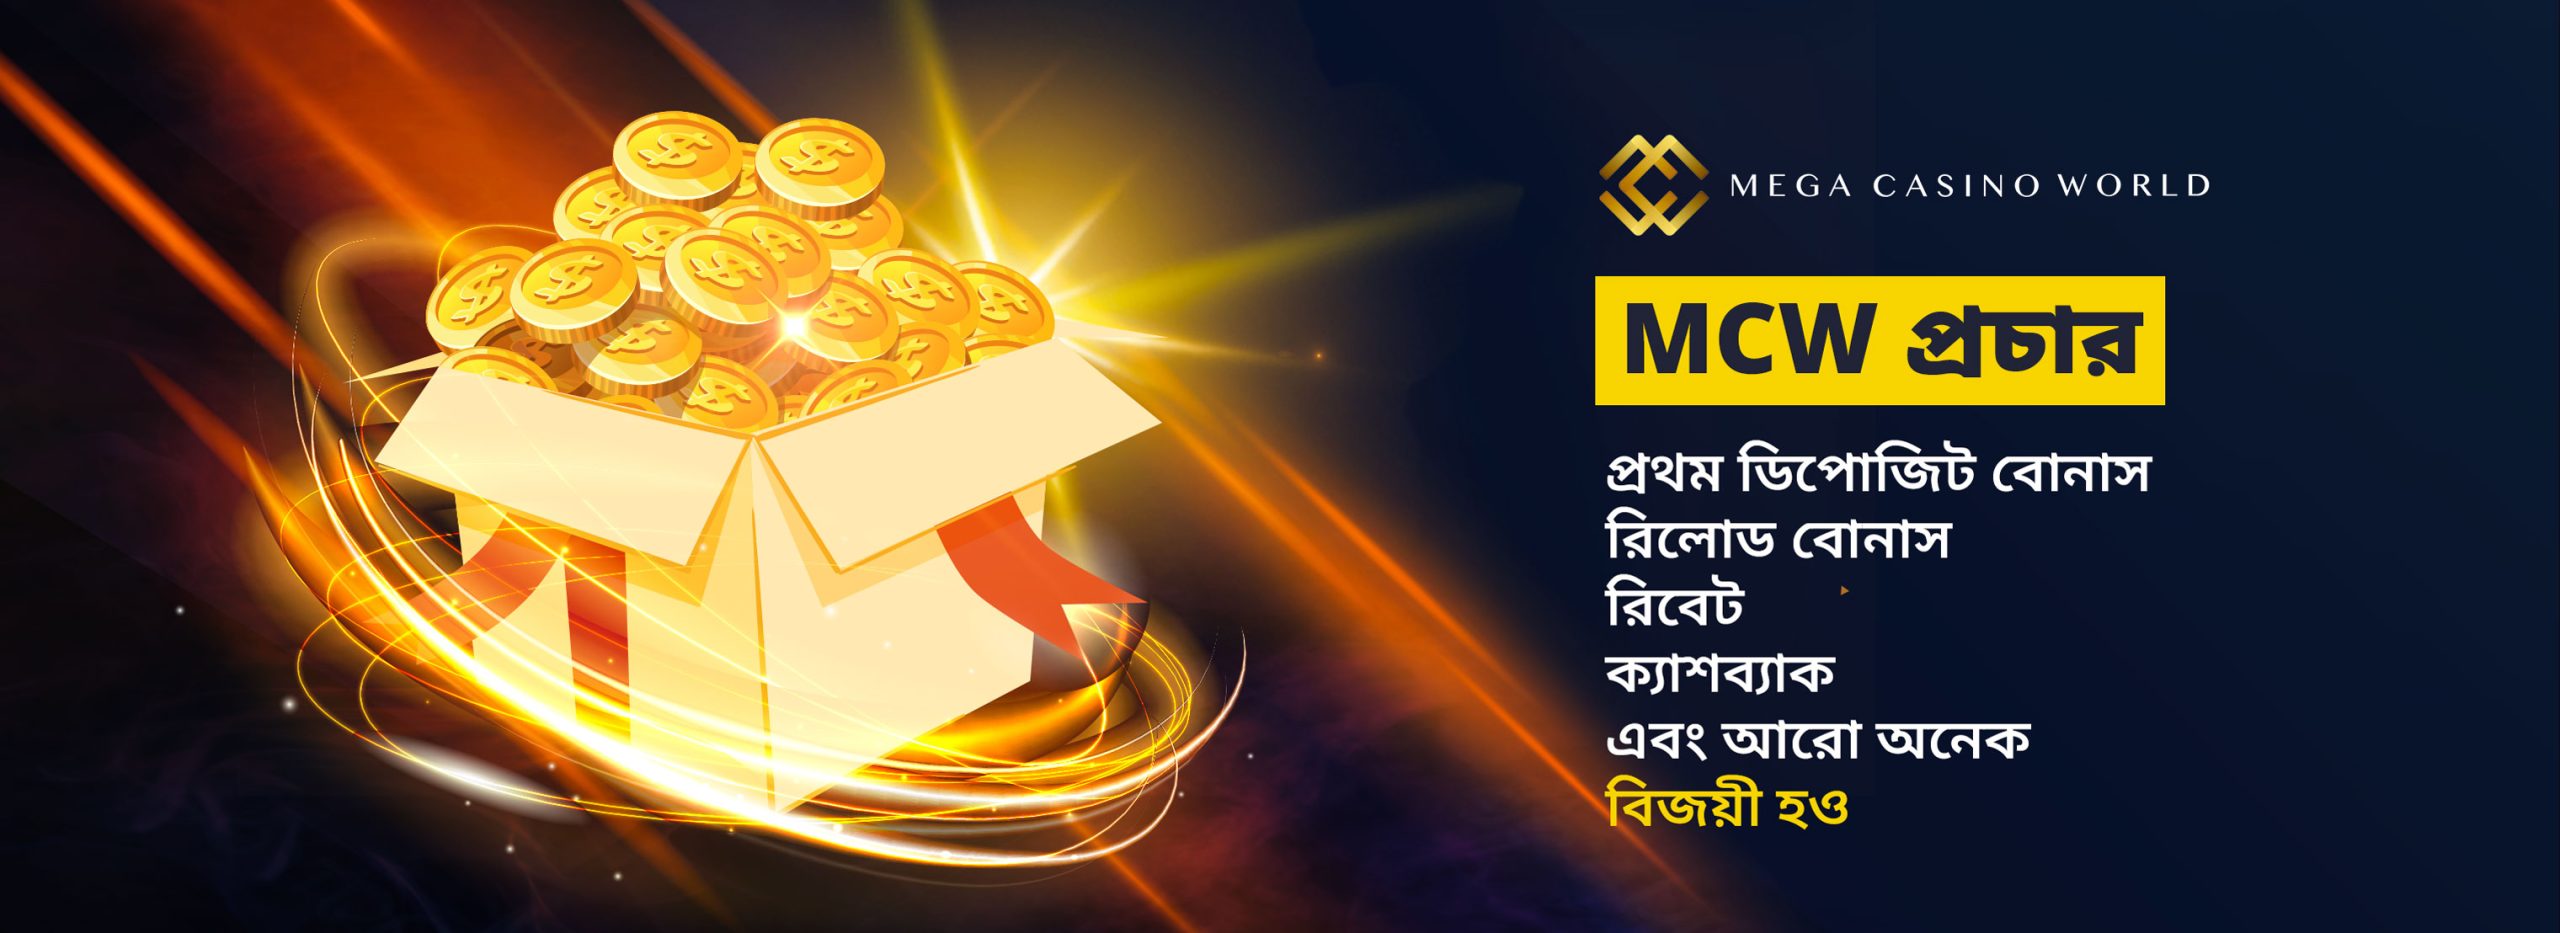 MEGA CASINO WORLD
MCW প্রচার
প্রথম ডিপোজিট বোনাস
রিলোড বোনাস
রিবেট
ক্যাশব্যাক
এবং আরো অনেক
বিজয়ী হও